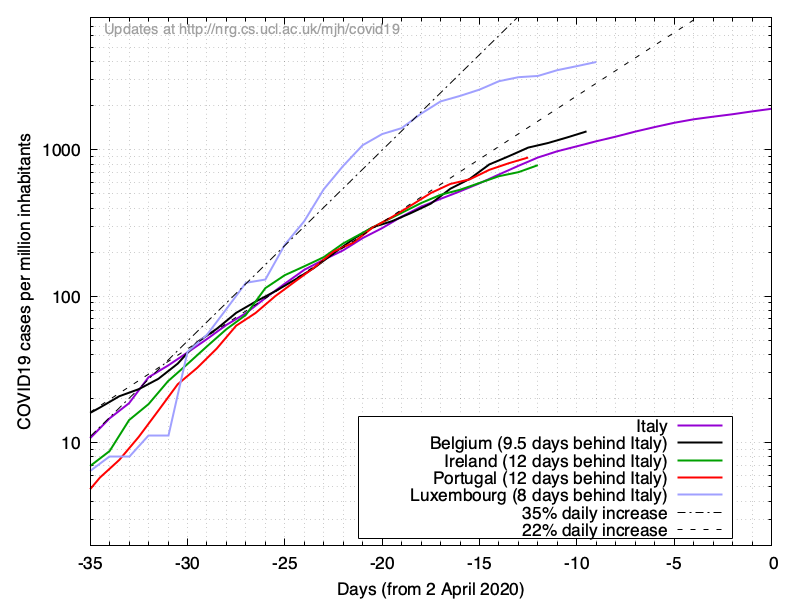 Updates at http://nrg.cs.ucl.ac.uk/mjh/covid19
COVID19 cases per million inhabitants
1000
100
10
Italy
Belgium (9.5 days behind Italy)
Ireland (12 days behind Italy)
Portugal (12 days behind Italy)
Luxembourg (8 days behind Italy)
35% daily increase
22% daily increase
-35 -30 -25 -20 -15 -10 -5 0
Days (from 2 April 2020)